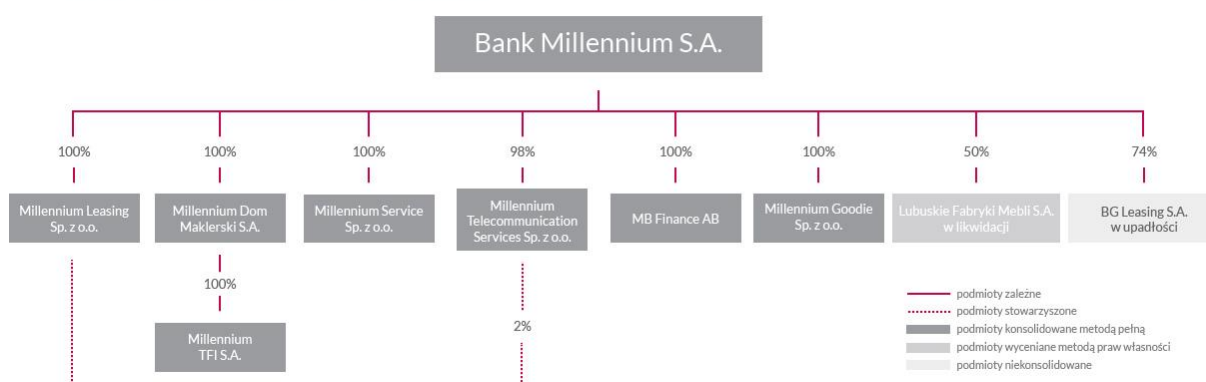 Bank Millennium S.A.
100%
100%
100%
98%
100%
100%
50%
74%
Millennium Leasing
Sp. z o.o.
Millennium Dom
Maklerski S.A.
Millennium Service
Sp. z o.o.
Millennium
Telecommunication
Services Sp. z o.o.
MB Finance AB
Millennium Goodie
Sp. z o.o.
Lubuskie Fabryki Mebli S.A.
w likwidacji
BG Leasing S.A.
w upadłości
100%
Millennium
TFI S.A.
2%
podmioty zależne
podmioty stowarzyszone
podmioty konsolidowane metodą pełną
podmioty wyceniane metodą praw własności
podmioty niekonsolidowane